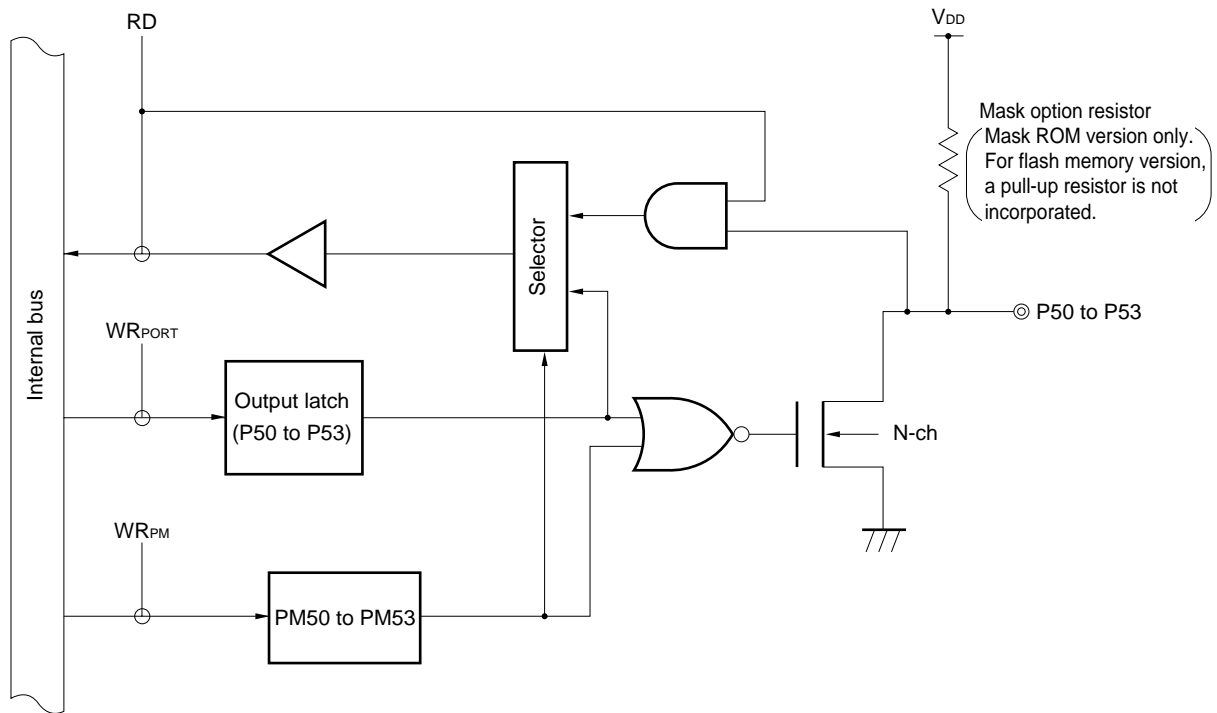 RD
VDD
Mask option resistor
Mask ROM version only.
For flash memory version,
a pull-up resistor is not
incorporated.
Selector
Internal bus
P50 to P53
WRPORT
Output latch
(P50 to P53)
N-ch
WRPM
PM50 to PM53